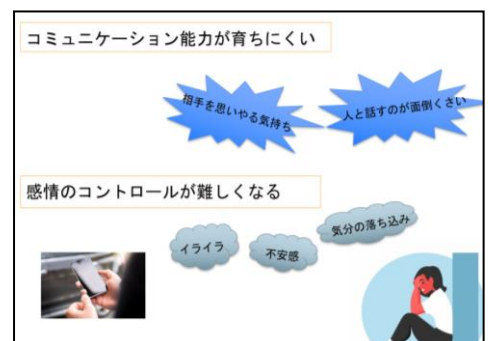 コミュニケーション能力が育ちにくい
相手を思いやる気持ち
人と話すのが面倒くさい
感情のコントロールが難しくなる
イライラ
不安感
気分の落ち込み